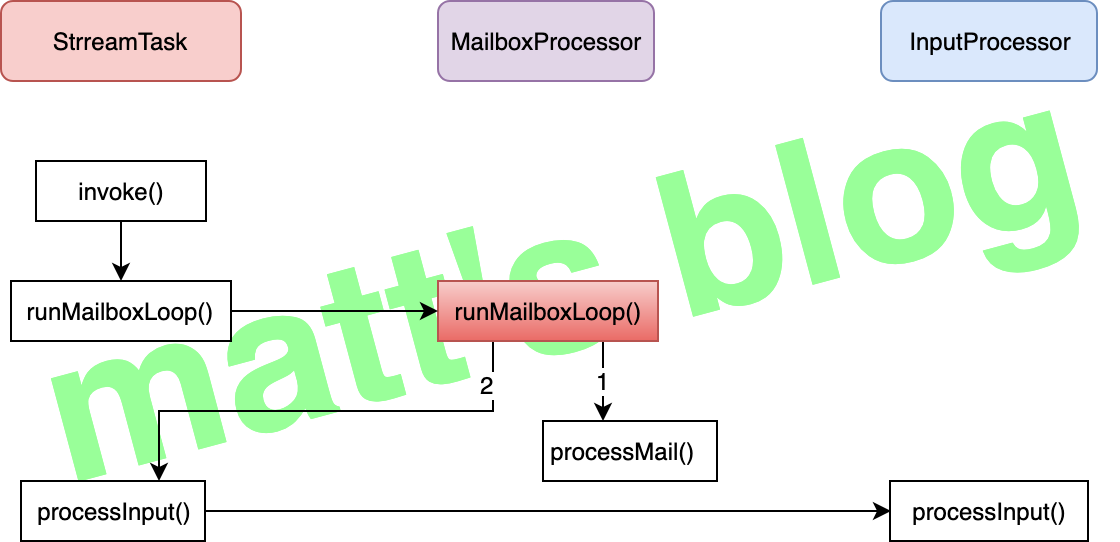 StrreamTask
MailboxProcessor
InputProcessor
matt's blog
invoke()
runMailboxLoop()
runMailboxLoop()
2
1
processMail()
processInput()
processInput()